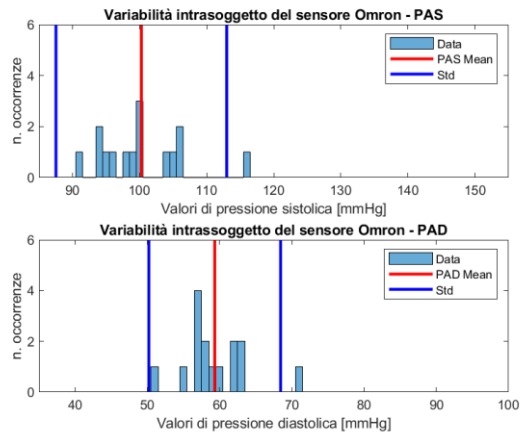 Variabilità intrasoggetto del sensore Omron - PAS
6
4
2
0
n. occorrenze
Data
PAS Mean
Std
90 100 110 120 130 140 150
Valori di pressione sistolica [mmHg]
Variabilità intrassoggetto del sensore Omron - PAD
6
4
2
0
n. occorrenze
Data
PAD Mean
Std
40 50 60 70 80 90 100
Valori di pressione diastolica [mmHg]